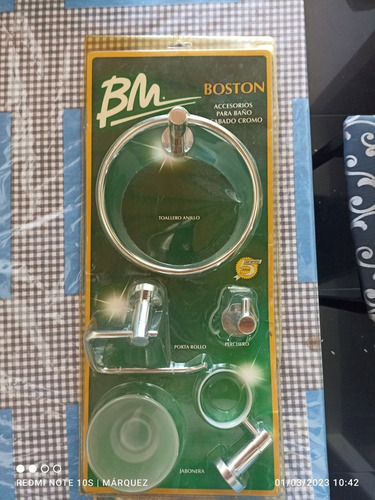 BM.
BOSTON
ACCESORIOS
PARA BAÑO
ACABADO CROMO
TOALLERO ANILLO
5
PERCHERO
PORTA ROLLO
JABONERA
REDMI NOTE 10S | MÁRQUEZ
01/03/2023 10:42